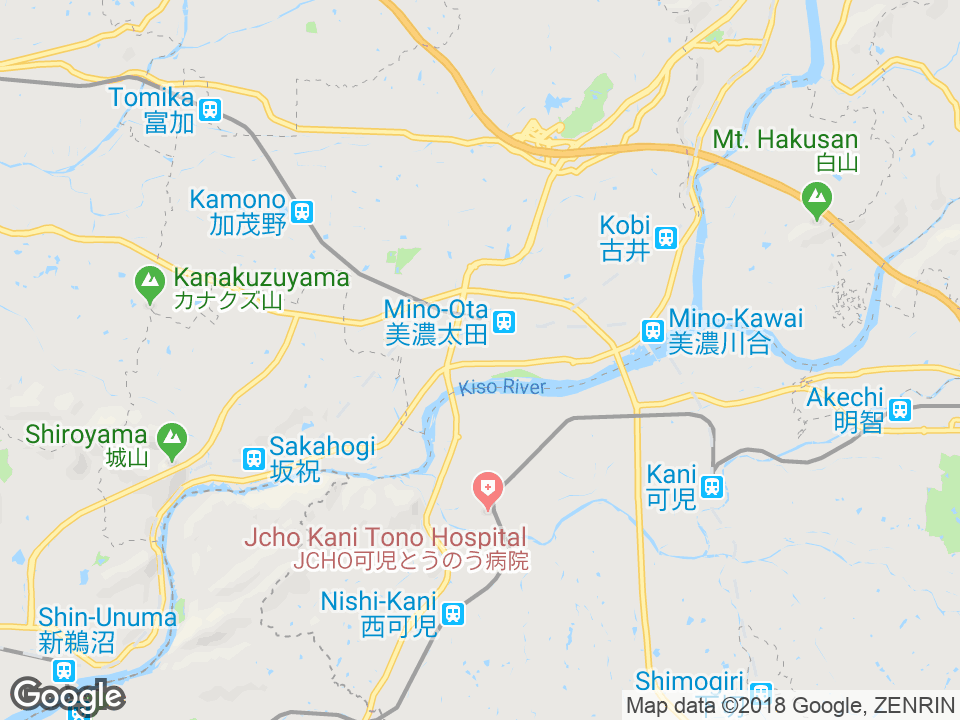 Tomika
富加
Mt. Hakusan
白山
Kamono
加茂野
Kobi
古井
Kanakuzuyama
カナクズ山
Mino-Ota
美濃太田
Mino-Kawai
美濃川合
Kiso River
Akechi
明智
Shiroyama
城山
Sakahogi
坂祝
Kani
可児
Jcho Kani Tono Hospital
JCHO可児とうのう病院
Nishi-Kani
西可児
Shin-Unuma
新鵜沼
Shimogiri
Google
Map data ©2018 Google, ZENRIN